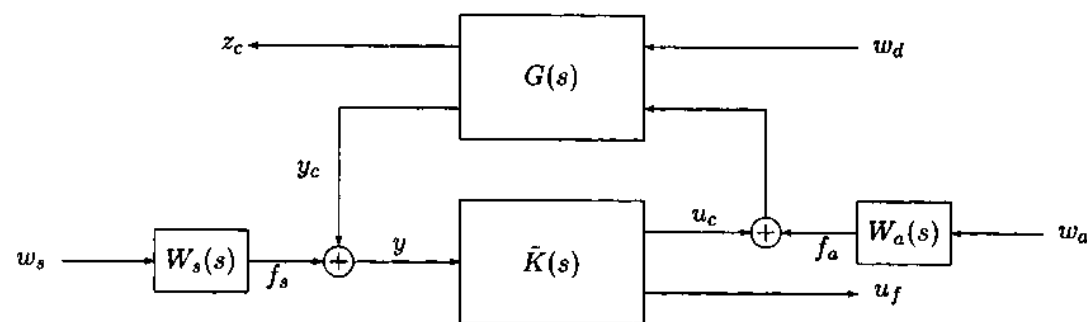 z_c
w_d
G(s)
y_c
w_s
W_s(s)
f_s
+
y
K̃(s)
u_c
+
f_a
W_a(s)
w_a
u_f